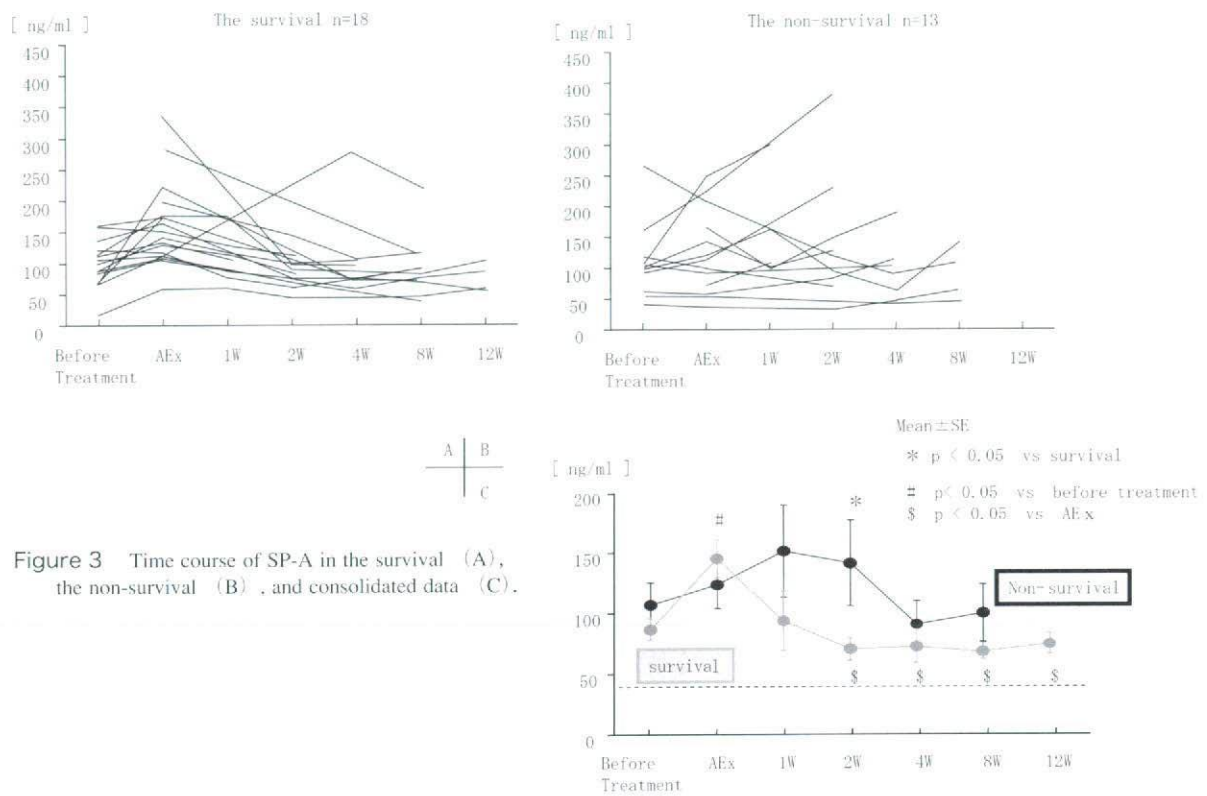 The survival n=18
[ ng/ml ]
450
400
350
300
250
200
150
100
50
0
Before AEx 1W 2W 4W 8W 12W
Treatment
The non-survival n=13
[ ng/ml ]
450
400
350
300
250
200
150
100
50
0
Before AEx 1W 2W 4W 8W 12W
Treatment
A B
C
Figure 3 Time course of SP-A in the survival (A),
the non-survival (B), and consolidated data (C).
Mean±SE
* p < 0.05 vs survival
# p< 0.05 vs before treatment
$ p < 0.05 vs AEx
[ ng/ml ]
200
150
100
50
0
# *
Non-survival
survival
$ $ $ $
Before AEx 1W 2W 4W 8W 12W
Treatment